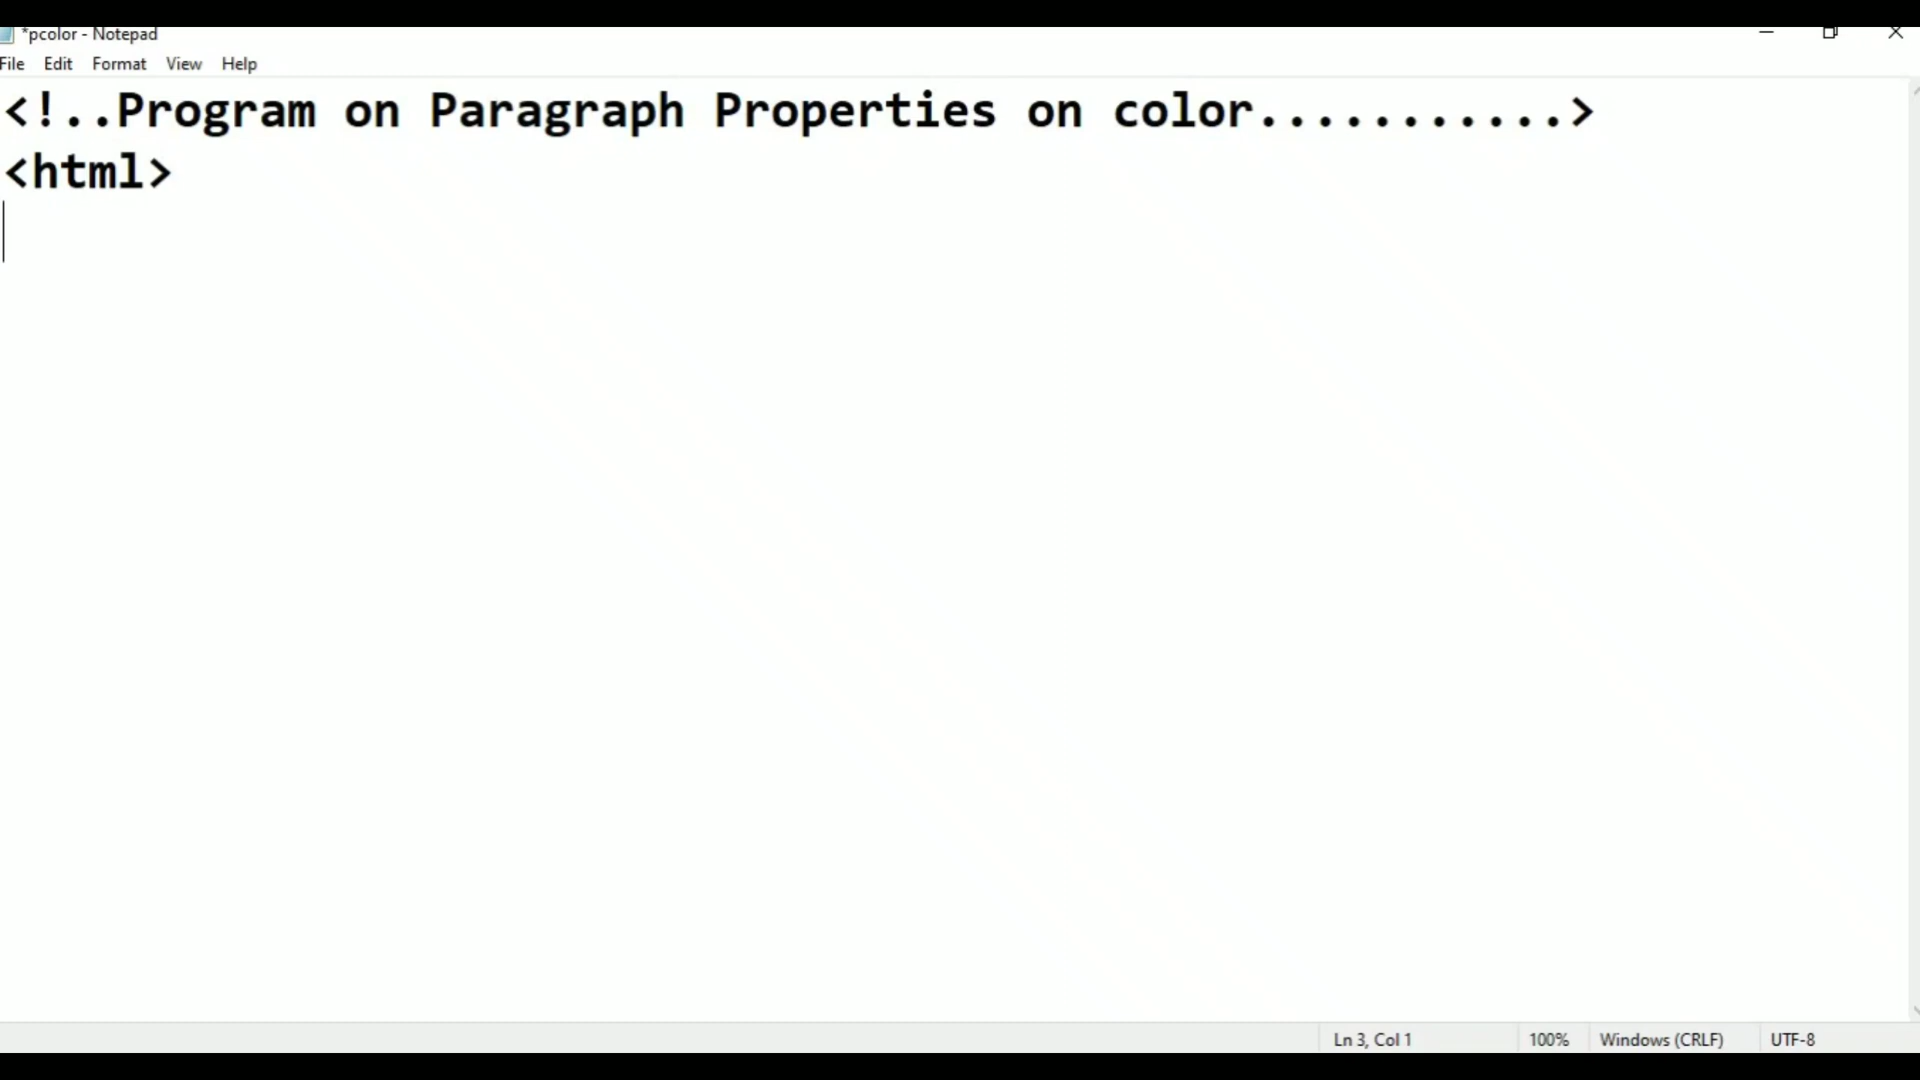 *pcolor - Notepad
File Edit Format View Help
<!..Program on Paragraph Properties on color...........>
<html>
Ln 3, Col 1 100% Windows (CRLF) UTF-8